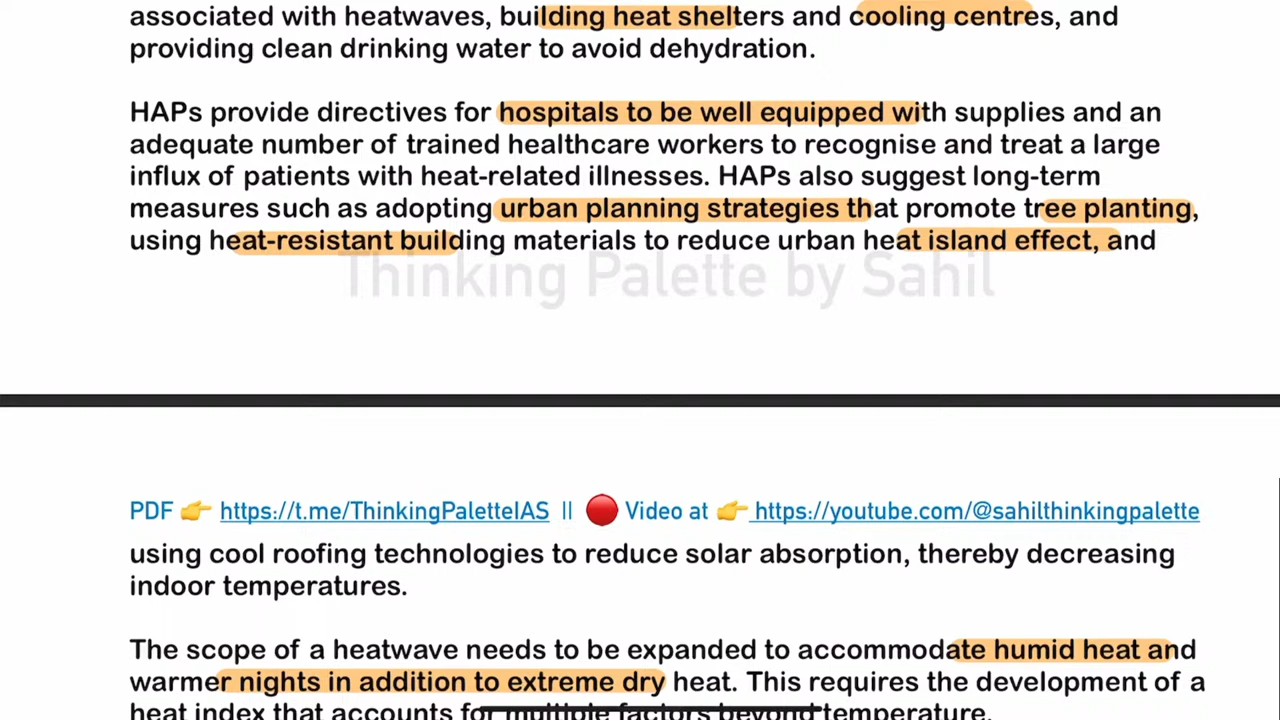 associated with heatwaves, building heat shelters and cooling centres, and
providing clean drinking water to avoid dehydration.
HAPs provide directives for hospitals to be well equipped with supplies and an
adequate number of trained healthcare workers to recognise and treat a large
influx of patients with heat-related illnesses. HAPs also suggest long-term
measures such as adopting urban planning strategies that promote tree planting,
using heat-resistant building materials to reduce urban heat island effect, and
Thinking Palette by Sahil
PDF 👉 https://t.me/ThinkingPaletteIAS || 🔴 Video at 👉 https://youtube.com/@sahilthinkingpalette
using cool roofing technologies to reduce solar absorption, thereby decreasing
indoor temperatures.
The scope of a heatwave needs to be expanded to accommodate humid heat and
warmer nights in addition to extreme dry heat. This requires the development of a
heat index that accounts for multiple factors beyond temperature.